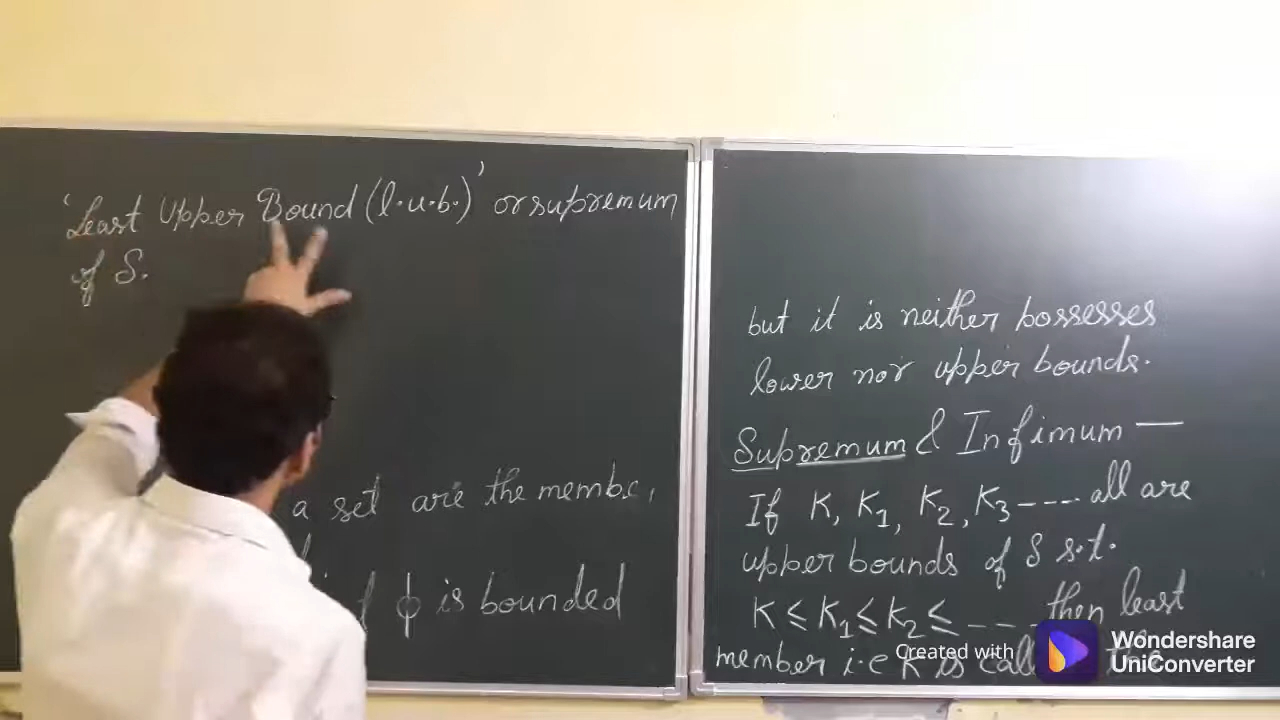 'Least Upper Bound (l.u.b.)' or supremum
of S.
a set are the membe
ϕ is bounded
but it is neither possesses
lower nor upper bounds.
Supremum & Infimum —
If K, K₁, K₂, K₃ --- all are
upper bounds of S s.t.
K ≤ K₁ ≤ K₂ ≤ --- then least
member i.e K is cal
Created with
Wondershare
UniConverter